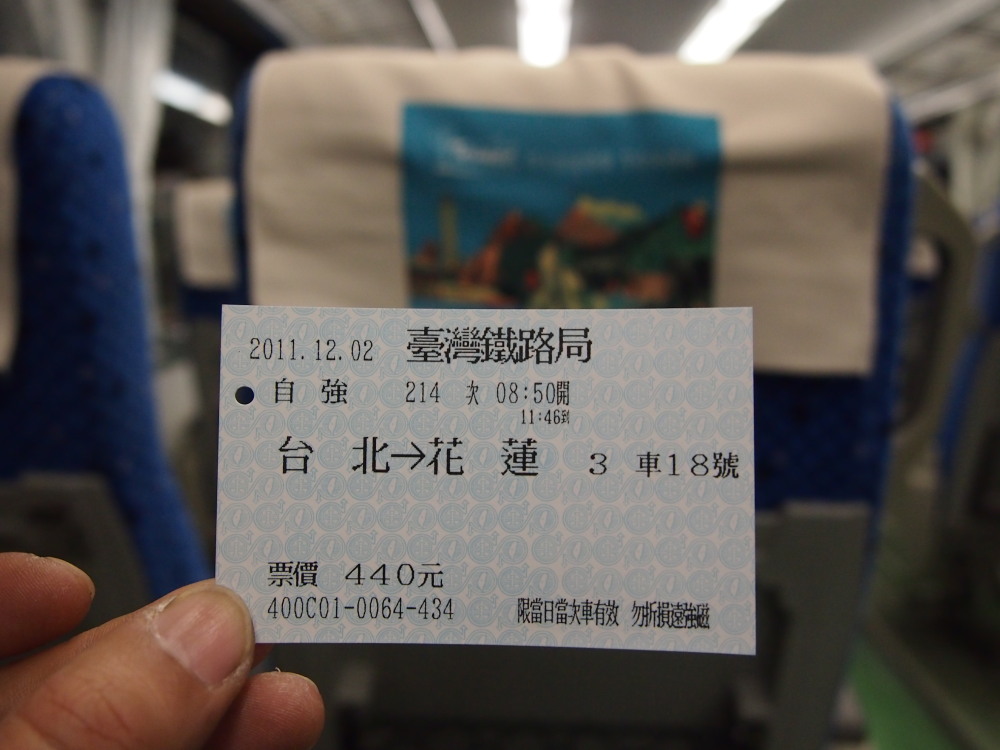 2011.12.02 臺灣鐵路局
自強 214 次 08:50開
11:46到
台北→花蓮 3 車18號
票價 440元
400C01-0064-434 限當日當次車有效 勿折損遠強磁